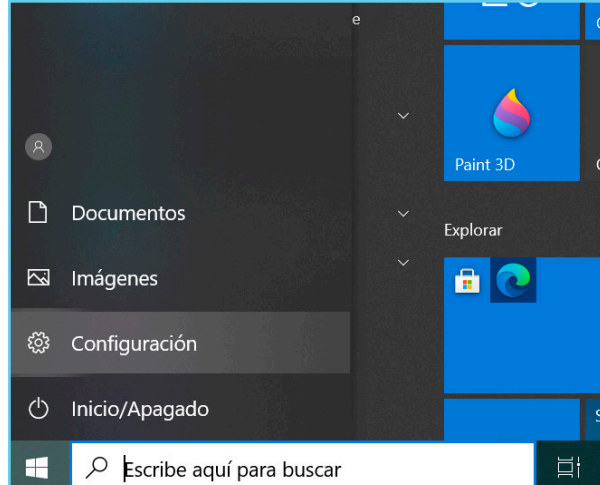 e
Paint 3D
Documentos
Explorar
Imágenes
Configuración
Inicio/Apagado
Escribe aquí para buscar